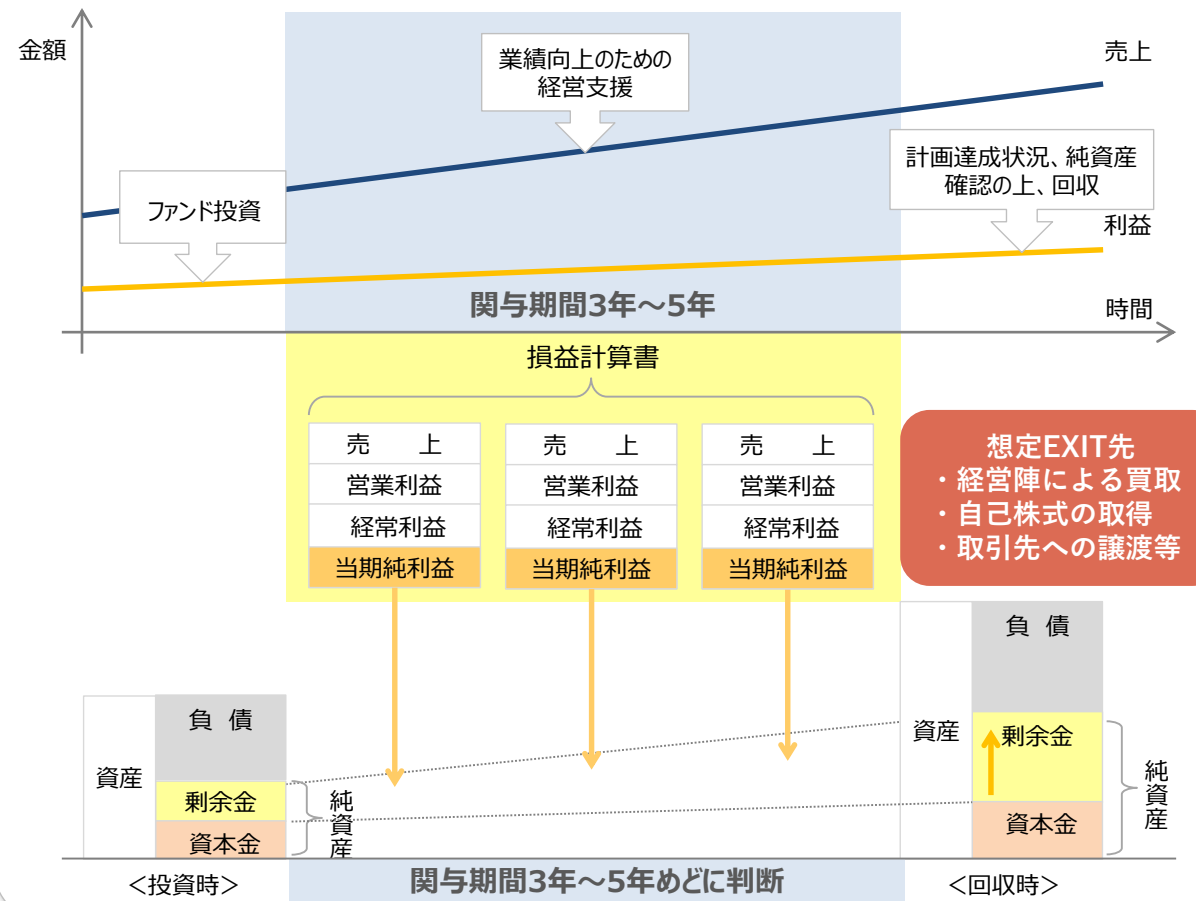 金額
業績向上のための
経営支援
売上
ファンド投資
計画達成状況、純資産
確認の上、回収
利益
関与期間3年～5年
時間
損益計算書
売　上
営業利益
経常利益
当期純利益
売　上
営業利益
経常利益
当期純利益
売　上
営業利益
経常利益
当期純利益
想定EXIT先
・経営陣による買取
・自己株式の取得
・取引先への譲渡等
資産
負 債
剰余金
資本金
純資産
資産
負 債
剰余金
資本金
純資産
＜投資時＞
関与期間3年～5年めどに判断
＜回収時＞